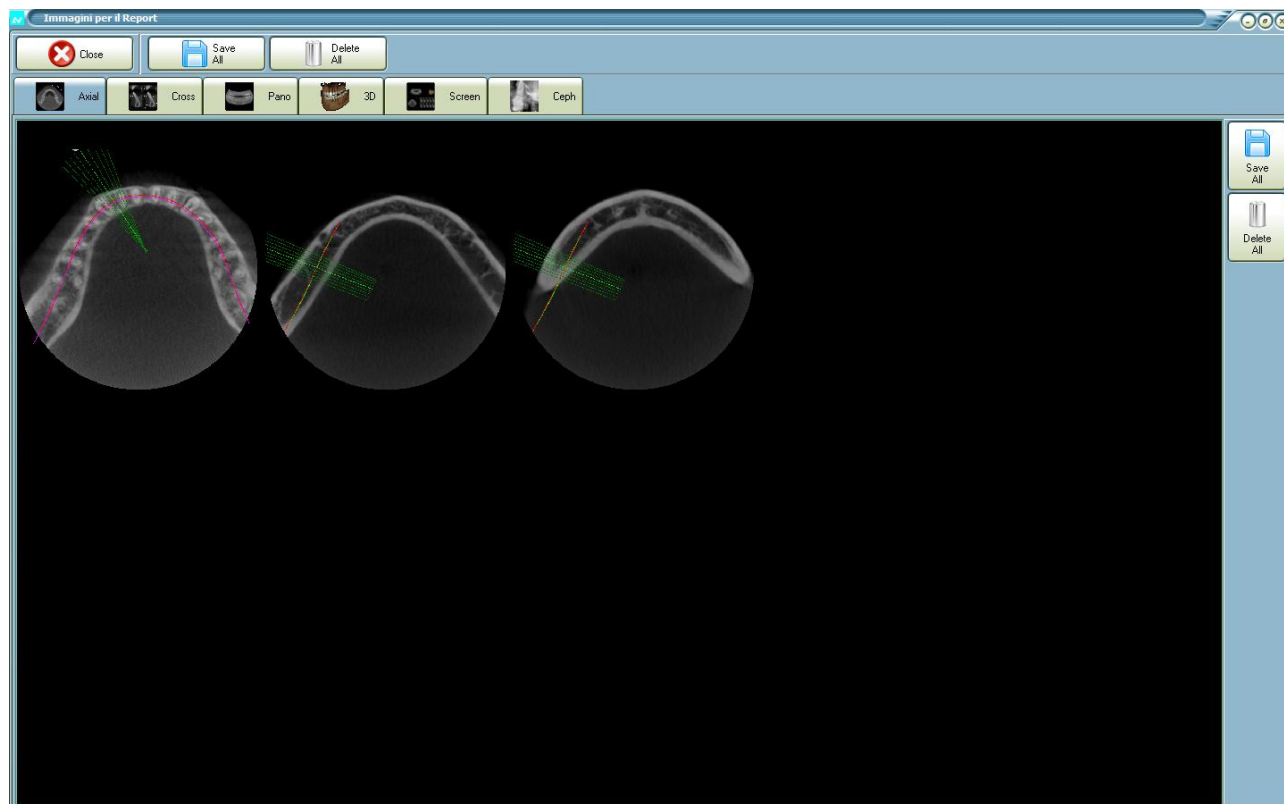 Immagini per il Report
Close
Save
All
Delete
All
Axial
Cross
Pano
3D
Screen
Ceph
Save
All
Delete
All